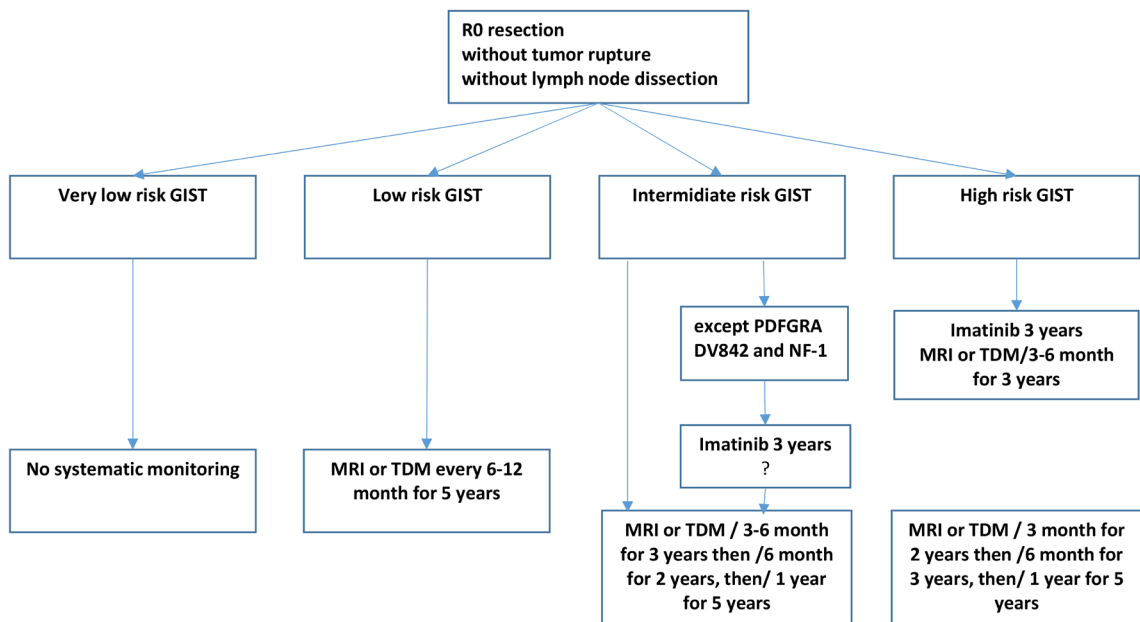 R0 resection
without tumor rupture
without lymph node dissection
Very low risk GIST
Low risk GIST
Intermidiate risk GIST
High risk GIST
except PDFGRA
DV842 and NF-1
Imatinib 3 years
MRI or TDM/3-6 month
for 3 years
Imatinib 3 years
?
No systematic monitoring
MRI or TDM every 6-12
month for 5 years
MRI or TDM / 3-6 month
for 3 years then /6 month
for 2 years, then/ 1 year
for 5 years
MRI or TDM / 3 month for
2 years then /6 month for
3 years, then/ 1 year for 5
years